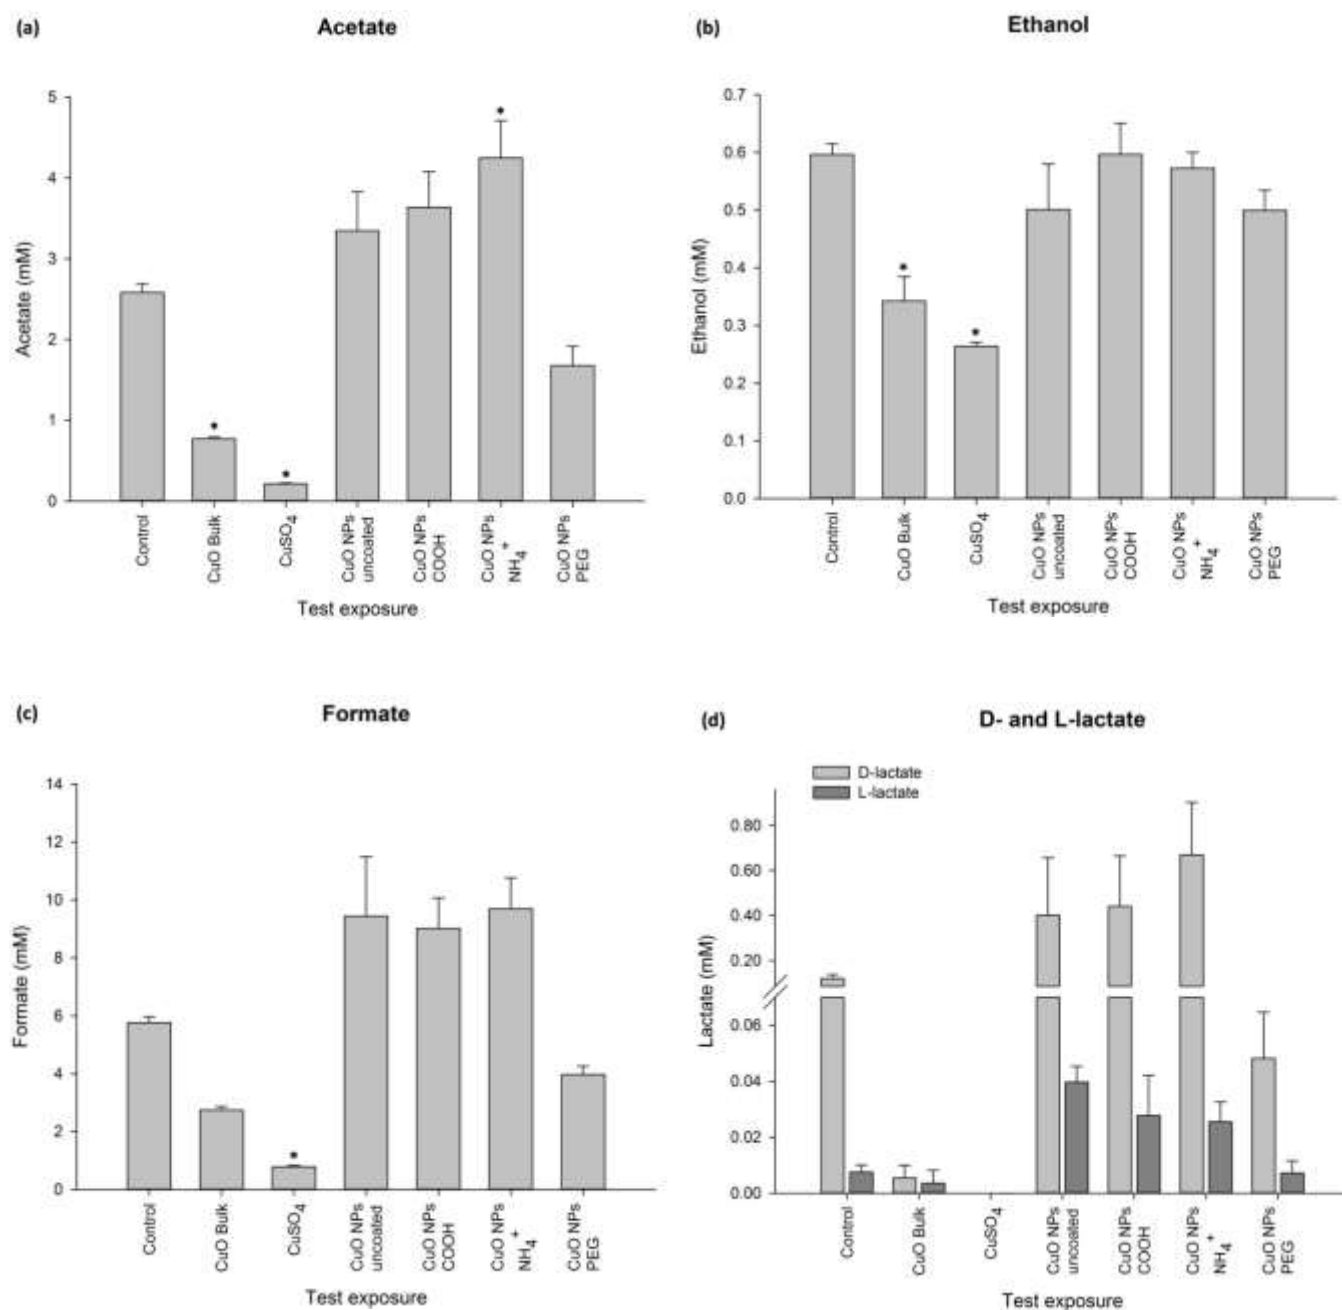 (a)
Acetate
5
4
3
2
1
0
Acetate (mM)
*
*
*
Control
CuO Bulk
CuSO₄
CuO NPs
uncoated
CuO NPs
COOH
CuO NPs
NH₄⁺
CuO NPs
PEG
Test exposure
(b)
Ethanol
0.7
0.6
0.5
0.4
0.3
0.2
0.1
0.0
Ethanol (mM)
*
*
Control
CuO Bulk
CuSO₄
CuO NPs
uncoated
CuO NPs
COOH
CuO NPs
NH₄⁺
CuO NPs
PEG
Test exposure
(c)
Formate
14
12
10
8
6
4
2
0
Formate (mM)
*
Control
CuO Bulk
CuSO₄
CuO NPs
uncoated
CuO NPs
COOH
CuO NPs
NH₄⁺
CuO NPs
PEG
Test exposure
(d)
D- and L-lactate
D-lactate
L-lactate
0.80
0.60
0.40
0.20
0.06
0.04
0.02
0.00
Lactate (mM)
Control
CuO Bulk
CuSO₄
CuO NPs
uncoated
CuO NPs
COOH
CuO NPs
NH₄⁺
CuO NPs
PEG
Test exposure